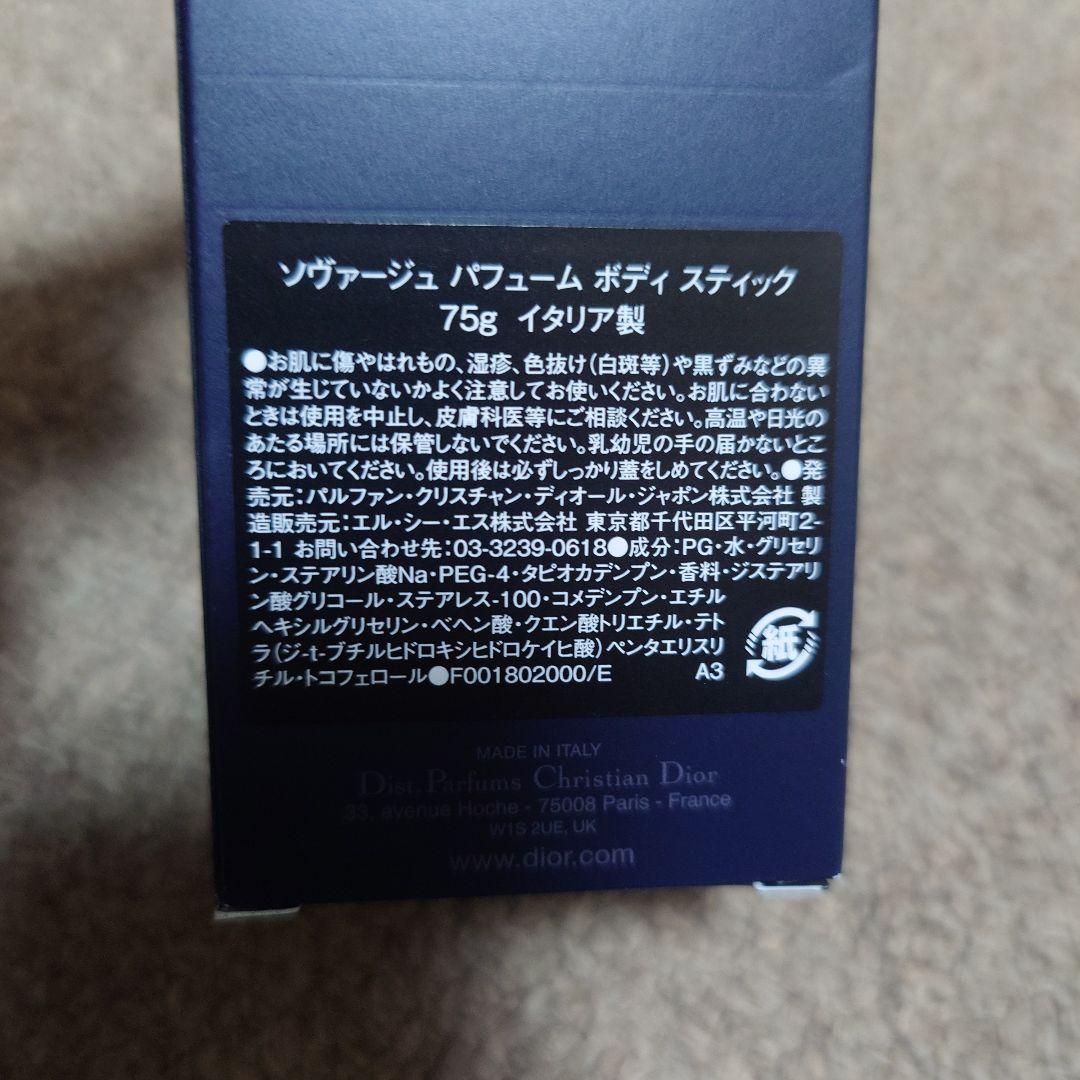 ソヴァージュ パフューム ボディ スティック
75g イタリア製
●お肌に傷やはれもの、湿疹、色抜け(白斑等)や黒ずみなどの異
常が生じていないかよく注意してお使いください。お肌に合わない
ときは使用を中止し、皮膚科医等にご相談ください。高温や日光の
あたる場所には保管しないでください。乳幼児の手の届かないとこ
ろにおいてください。使用後は必ずしっかり蓋をしめてください。●発
売元:パルファン・クリスチャン・ディオール・ジャポン株式会社 製
造販売元:エル・シー・エス株式会社 東京都千代田区平河町2-
1-1 お問い合わせ先:03-3239-0618●成分:PG・水・グリセリ
ン・ステアリン酸Na・PEG-4・タピオカデンプン・香料・ジステアリ
ン酸グリコール・ステアレス-100・コメデンプン・エチル
ヘキシルグリセリン・ベヘン酸・クエン酸トリエチル・テト
ラ(ジ-t-ブチルヒドロキシヒドロケイヒ酸)ペンタエリスリ
チル・トコフェロール●F001802000/E A3
紙
MADE IN ITALY
Dist. Parfums Christian Dior
33, avenue Hoche - 75008 Paris - France
W1S 2UE, UK
www.dior.com